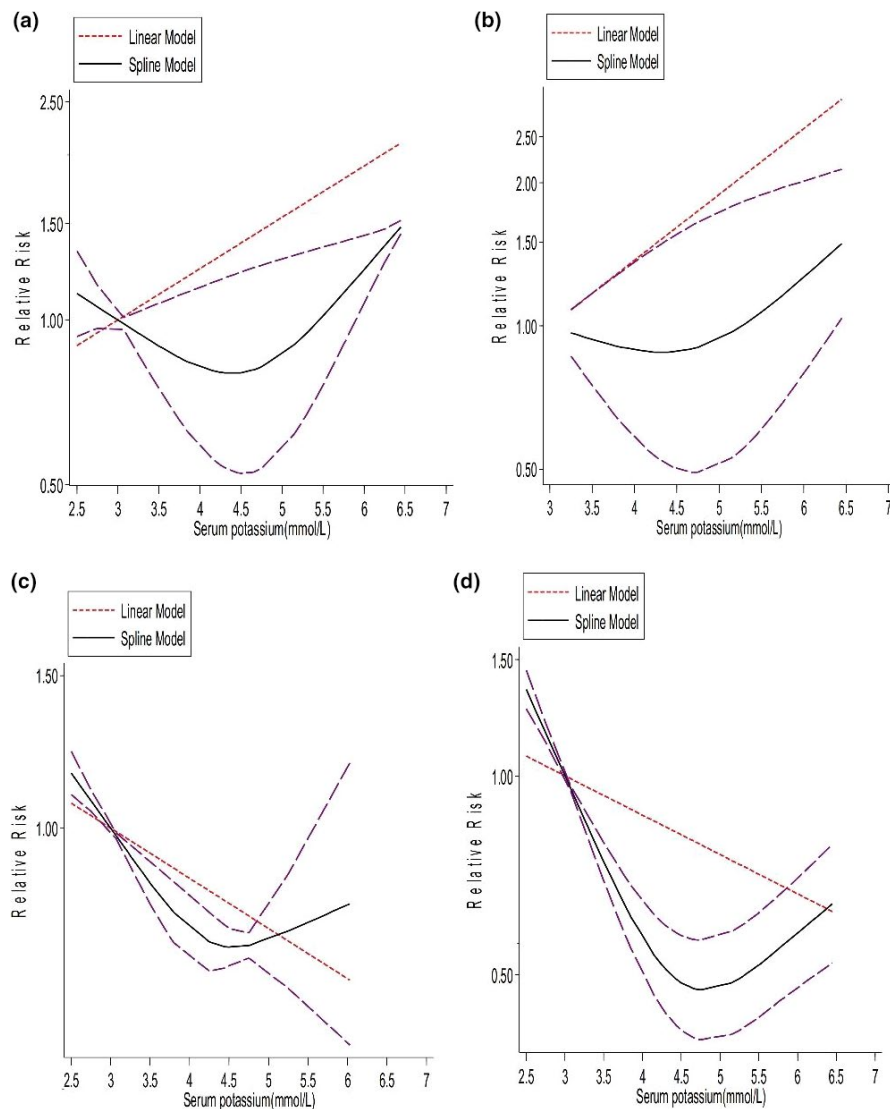 (a)
Linear Model
Spline Model
2.50
1.50
1.00
0.50
Relative Risk
2.5 3 3.5 4 4.5 5 5.5 6 6.5 7
Serum potassium(mmol/L)
(b)
Linear Model
Spline Model
2.50
2.00
1.50
1.00
0.50
Relative Risk
3 3.5 4 4.5 5 5.5 6 6.5 7
Serum potassium(mmol/L)
(c)
Linear Model
Spline Model
1.50
1.00
Relative Risk
2.5 3 3.5 4 4.5 5 5.5 6 6.5 7
Serum potassium(mmol/L)
(d)
Linear Model
Spline Model
1.50
1.00
0.50
Relative Risk
2.5 3 3.5 4 4.5 5 5.5 6 6.5 7
Serum potassium(mmol/L)